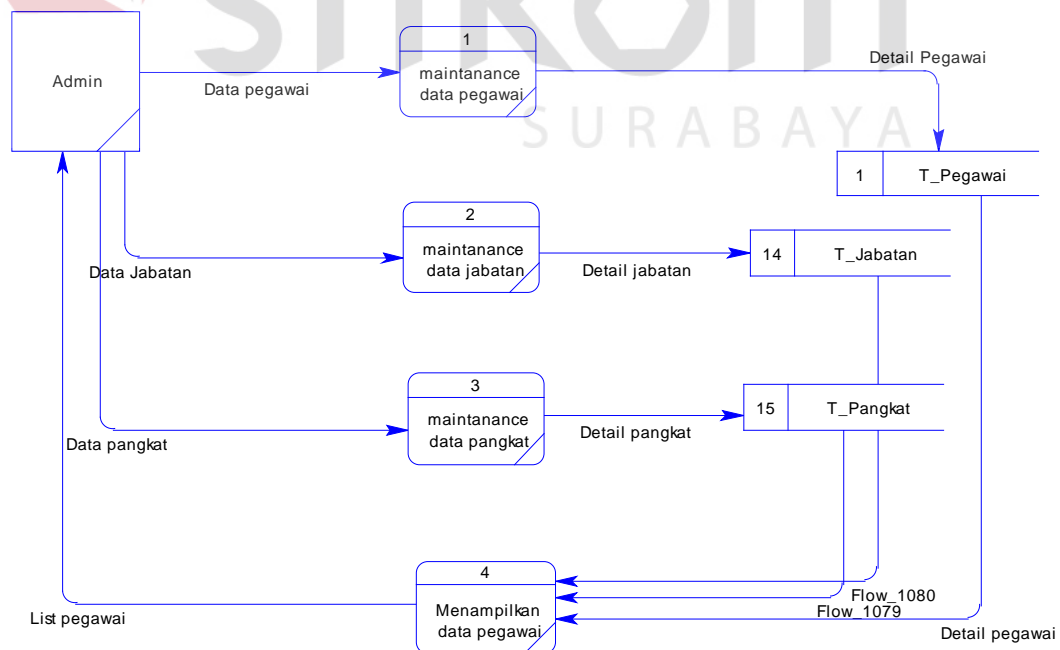 1
Detail Pegawai
Admin
maintanance
data pegawai
Data pegawai
SURABAYA
1
T_Pegawai
2
maintanance
data jabatan
Data Jabatan
Detail jabatan
14
T_Jabatan
3
maintanance
data pangkat
Data pangkat
Detail pangkat
15
T_Pangkat
4
Menampilkan
data pegawai
List pegawai
Flow_1080
Flow_1079
Detail pegawai